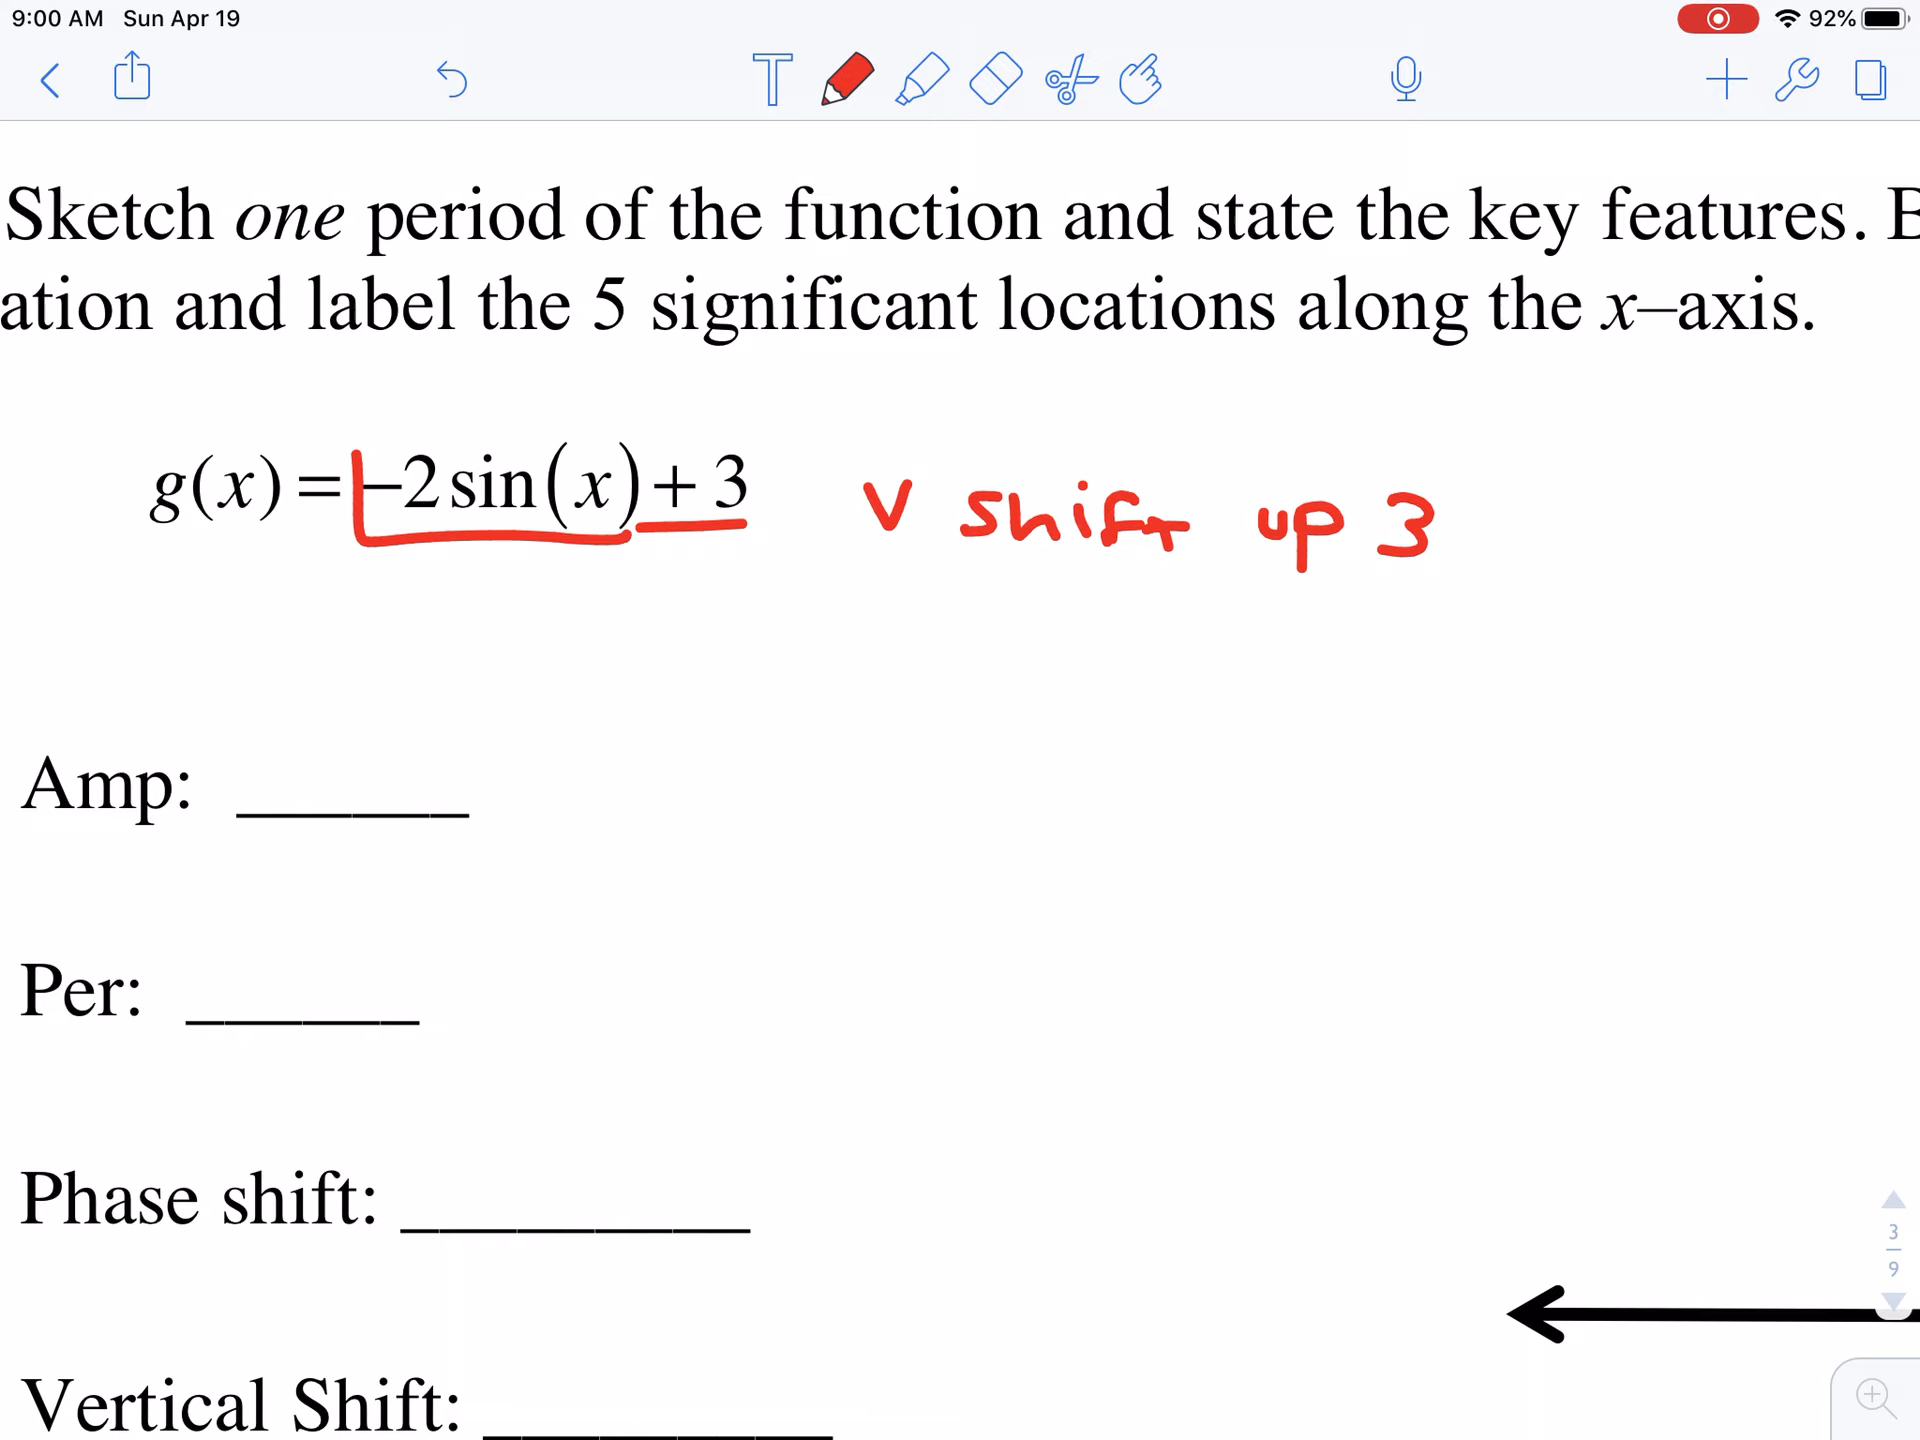 9:00 AM Sun Apr 19 92%
T
Sketch one period of the function and state the key features.
ation and label the 5 significant locations along the x–axis.
g(x) = –2 sin(x) + 3 V shift up 3
Amp: ______
Per: ______
Phase shift: _________
3
9
Vertical Shift: _________